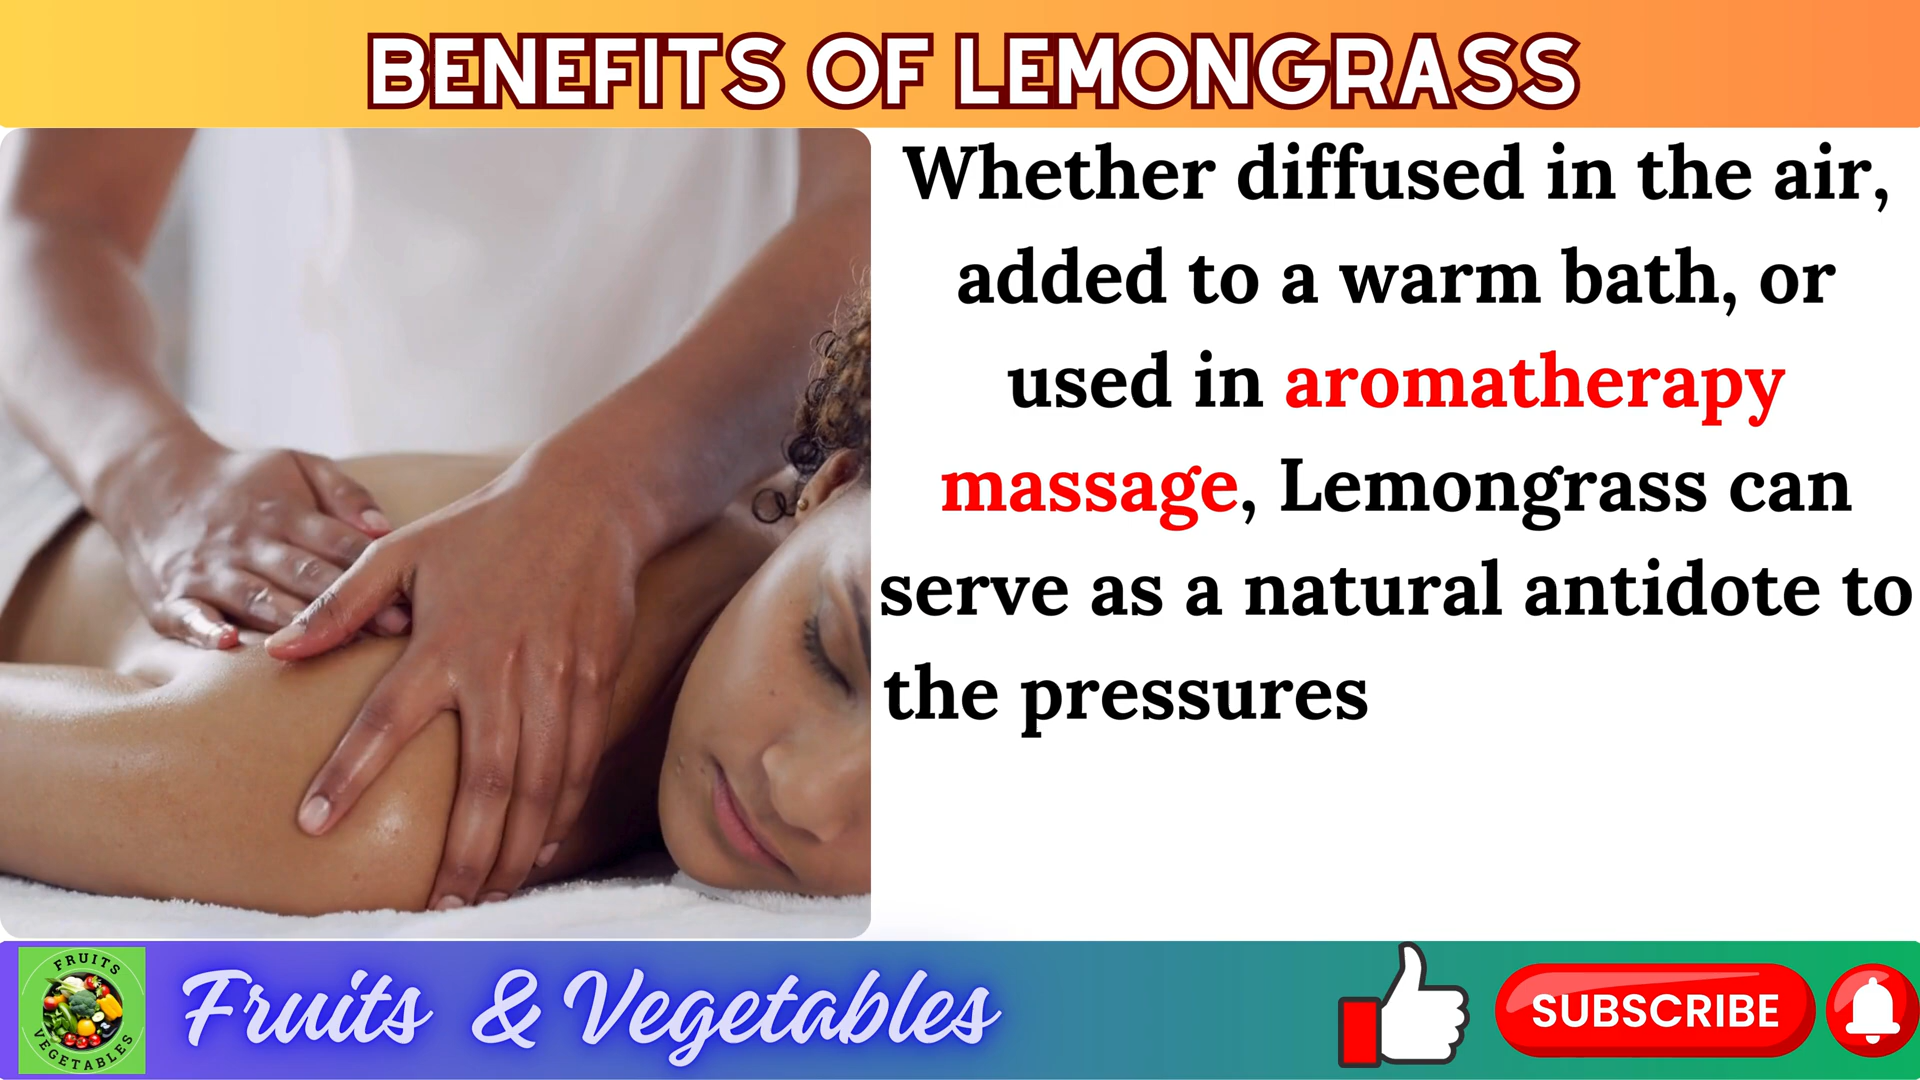 BENEFITS OF LEMONGRASS
Whether diffused in the air,
added to a warm bath, or
used in aromatherapy
massage, Lemongrass can
serve as a natural antidote to
the pressures
FRUITS
VEGETABLES
Fruits & Vegetables
SUBSCRIBE